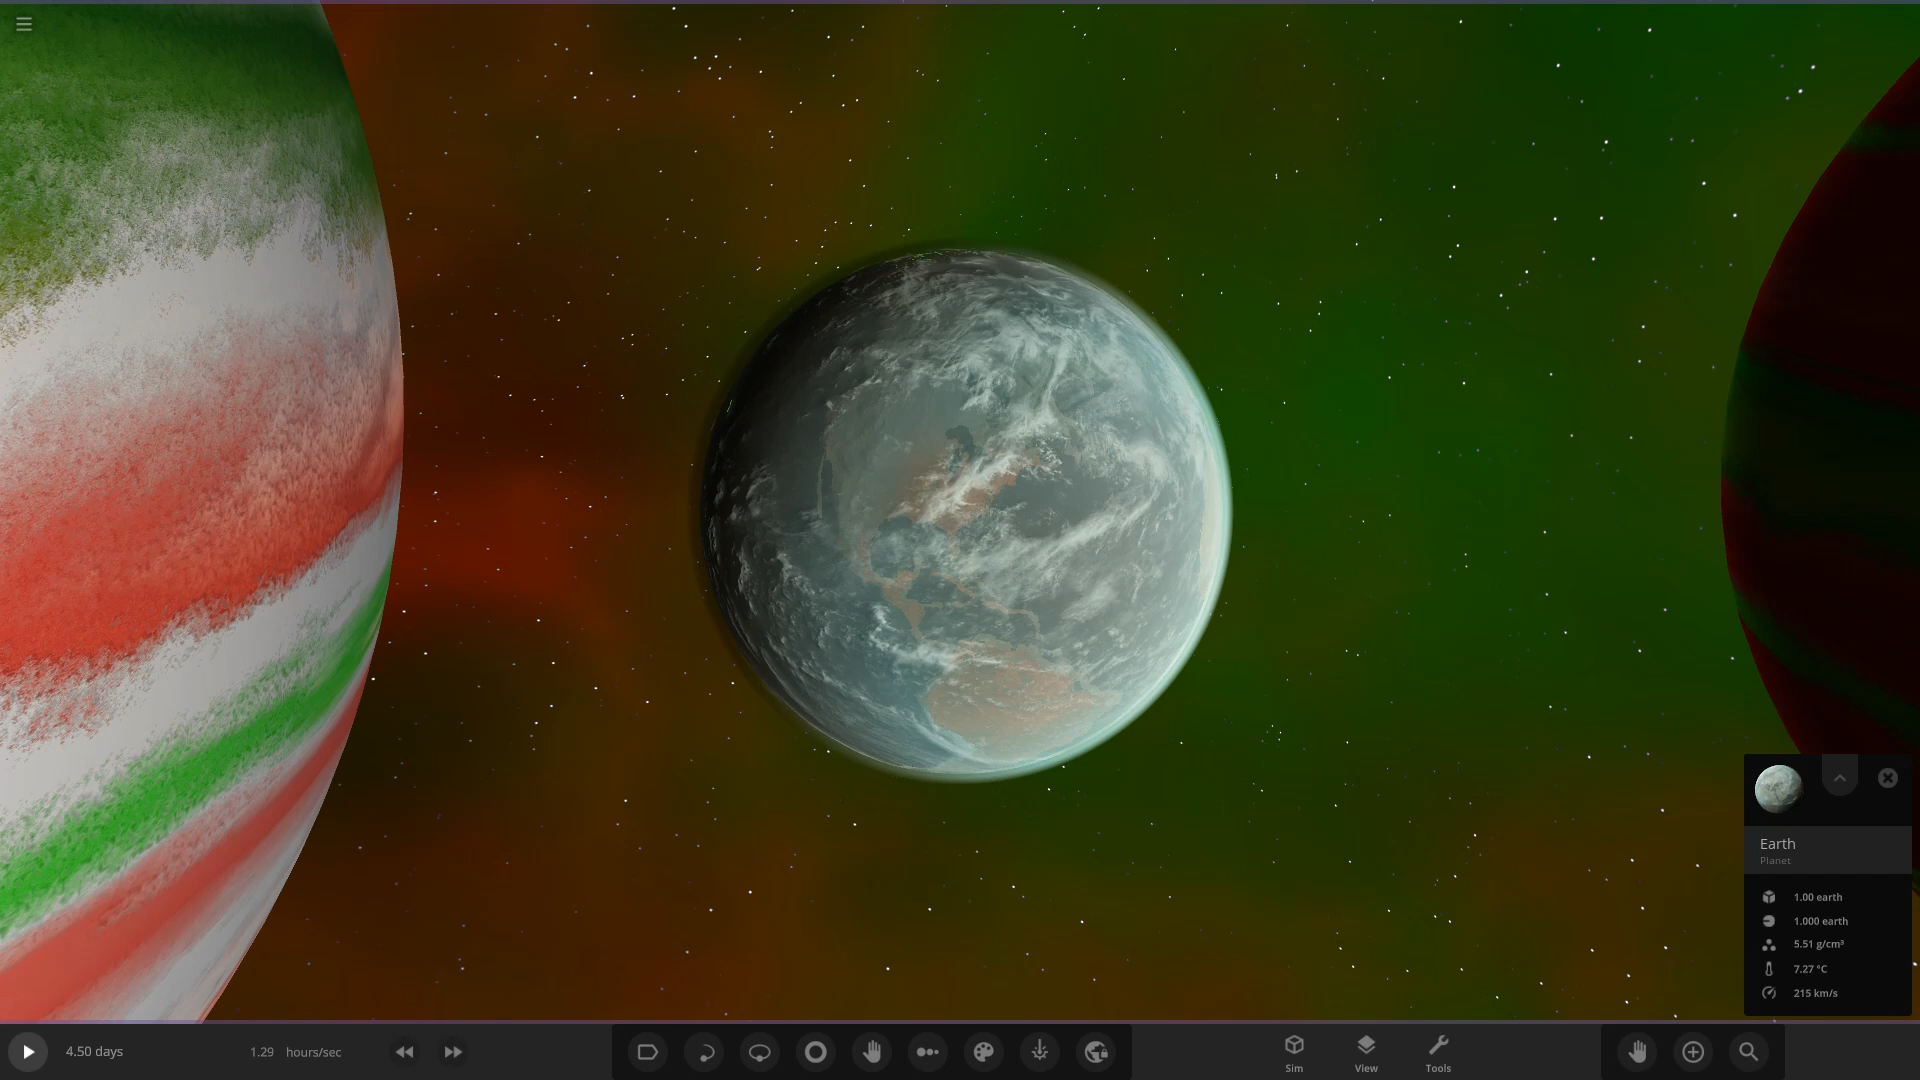 Earth
Planet
1.00 earth
1.000 earth
5.51 g/cm³
7.27 °C
215 km/s
4.50 days
1.29 hours/sec
Sim
View
Tools